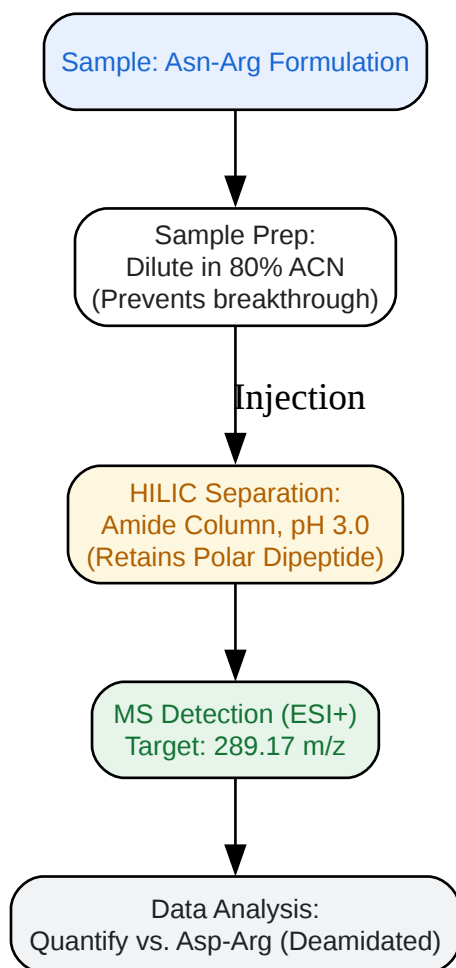 Sample: Asn-Arg Formulation
Sample Prep:
Dilute in 80% ACN
(Prevents breakthrough)
Injection
HILIC Separation:
Amide Column, pH 3.0
(Retains Polar Dipeptide)
MS Detection (ESI+)
Target: 289.17 m/z
Data Analysis:
Quantify vs. Asp-Arg (Deamidated)